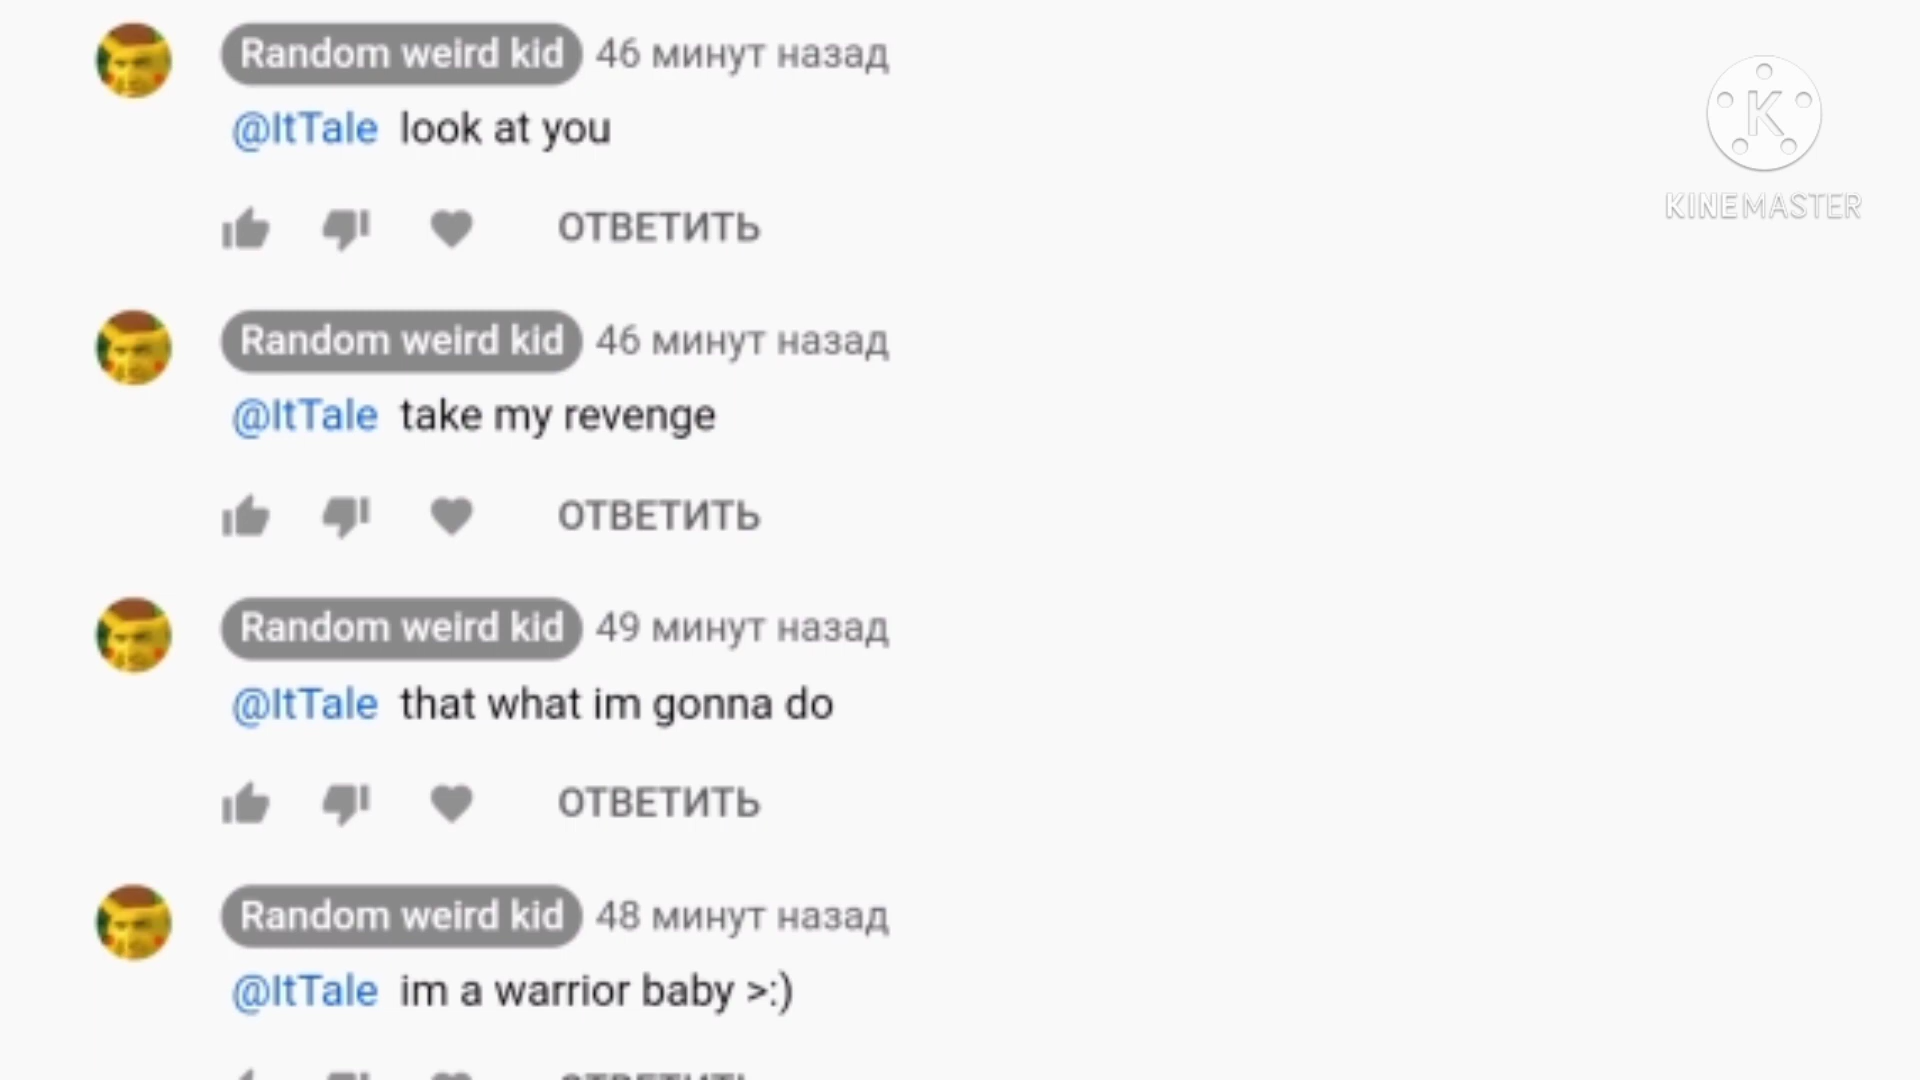 Random weird kid 46 минут назад
@ItTale look at you
ОТВЕТИТЬ
KINEMASTER
Random weird kid 46 минут назад
@ItTale take my revenge
ОТВЕТИТЬ
Random weird kid 49 минут назад
@ItTale that what im gonna do
ОТВЕТИТЬ
Random weird kid 48 минут назад
@ItTale im a warrior baby >:)